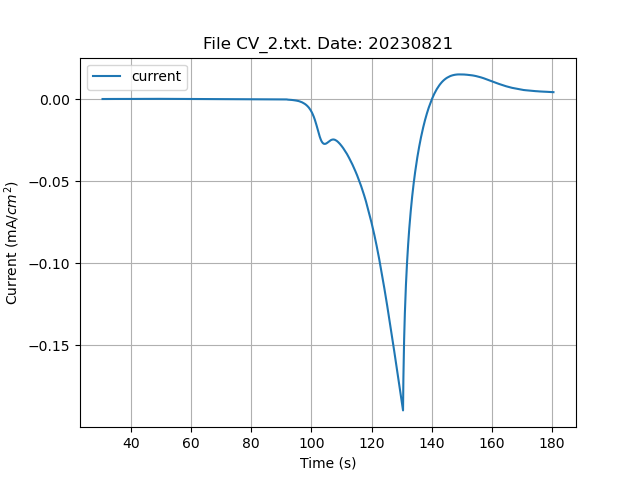 File CV_2.txt. Date: 20230821
current
0.00
−0.05
−0.10
−0.15
Current (mA/cm²)
40 60 80 100 120 140 160 180
Time (s)